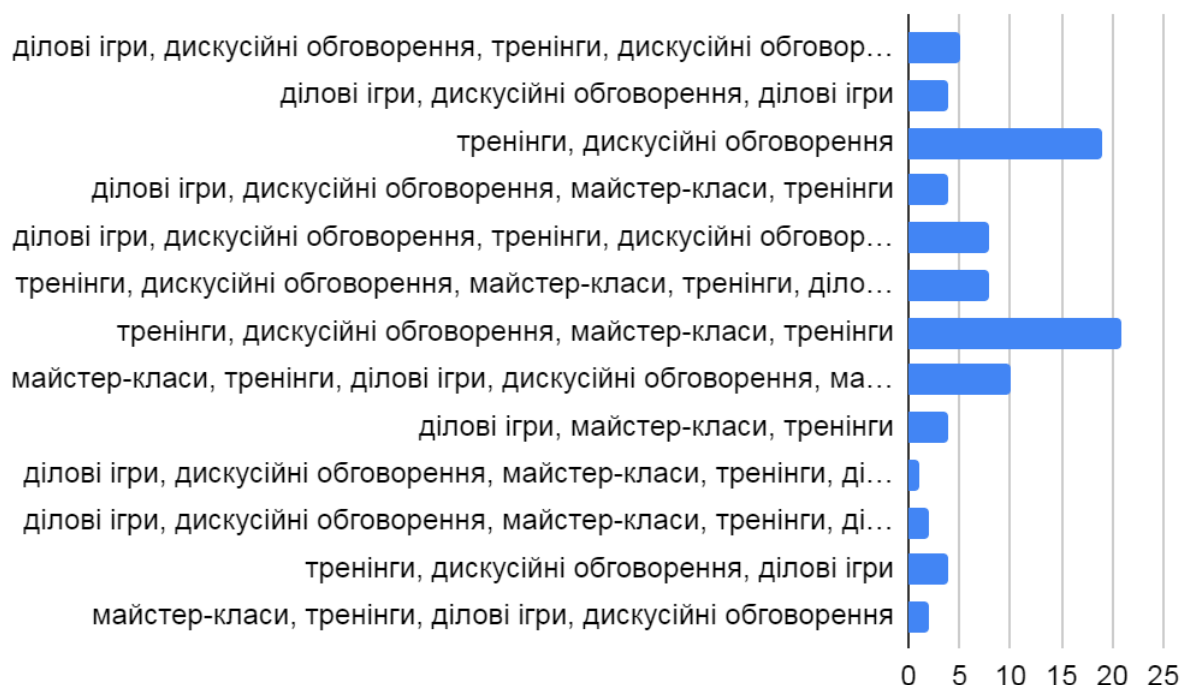 ділові ігри, дискусійні обговорення, тренінги, дискусійні обговор…
ділові ігри, дискусійні обговорення, ділові ігри
тренінги, дискусійні обговорення
ділові ігри, дискусійні обговорення, майстер-класи, тренінги
ділові ігри, дискусійні обговорення, тренінги, дискусійні обговор…
тренінги, дискусійні обговорення, майстер-класи, тренінги, діло…
тренінги, дискусійні обговорення, майстер-класи, тренінги
майстер-класи, тренінги, ділові ігри, дискусійні обговорення, ма…
ділові ігри, майстер-класи, тренінги
ділові ігри, дискусійні обговорення, майстер-класи, тренінги, ді…
ділові ігри, дискусійні обговорення, майстер-класи, тренінги, ді…
тренінги, дискусійні обговорення, ділові ігри
майстер-класи, тренінги, ділові ігри, дискусійні обговорення
0 5 10 15 20 25